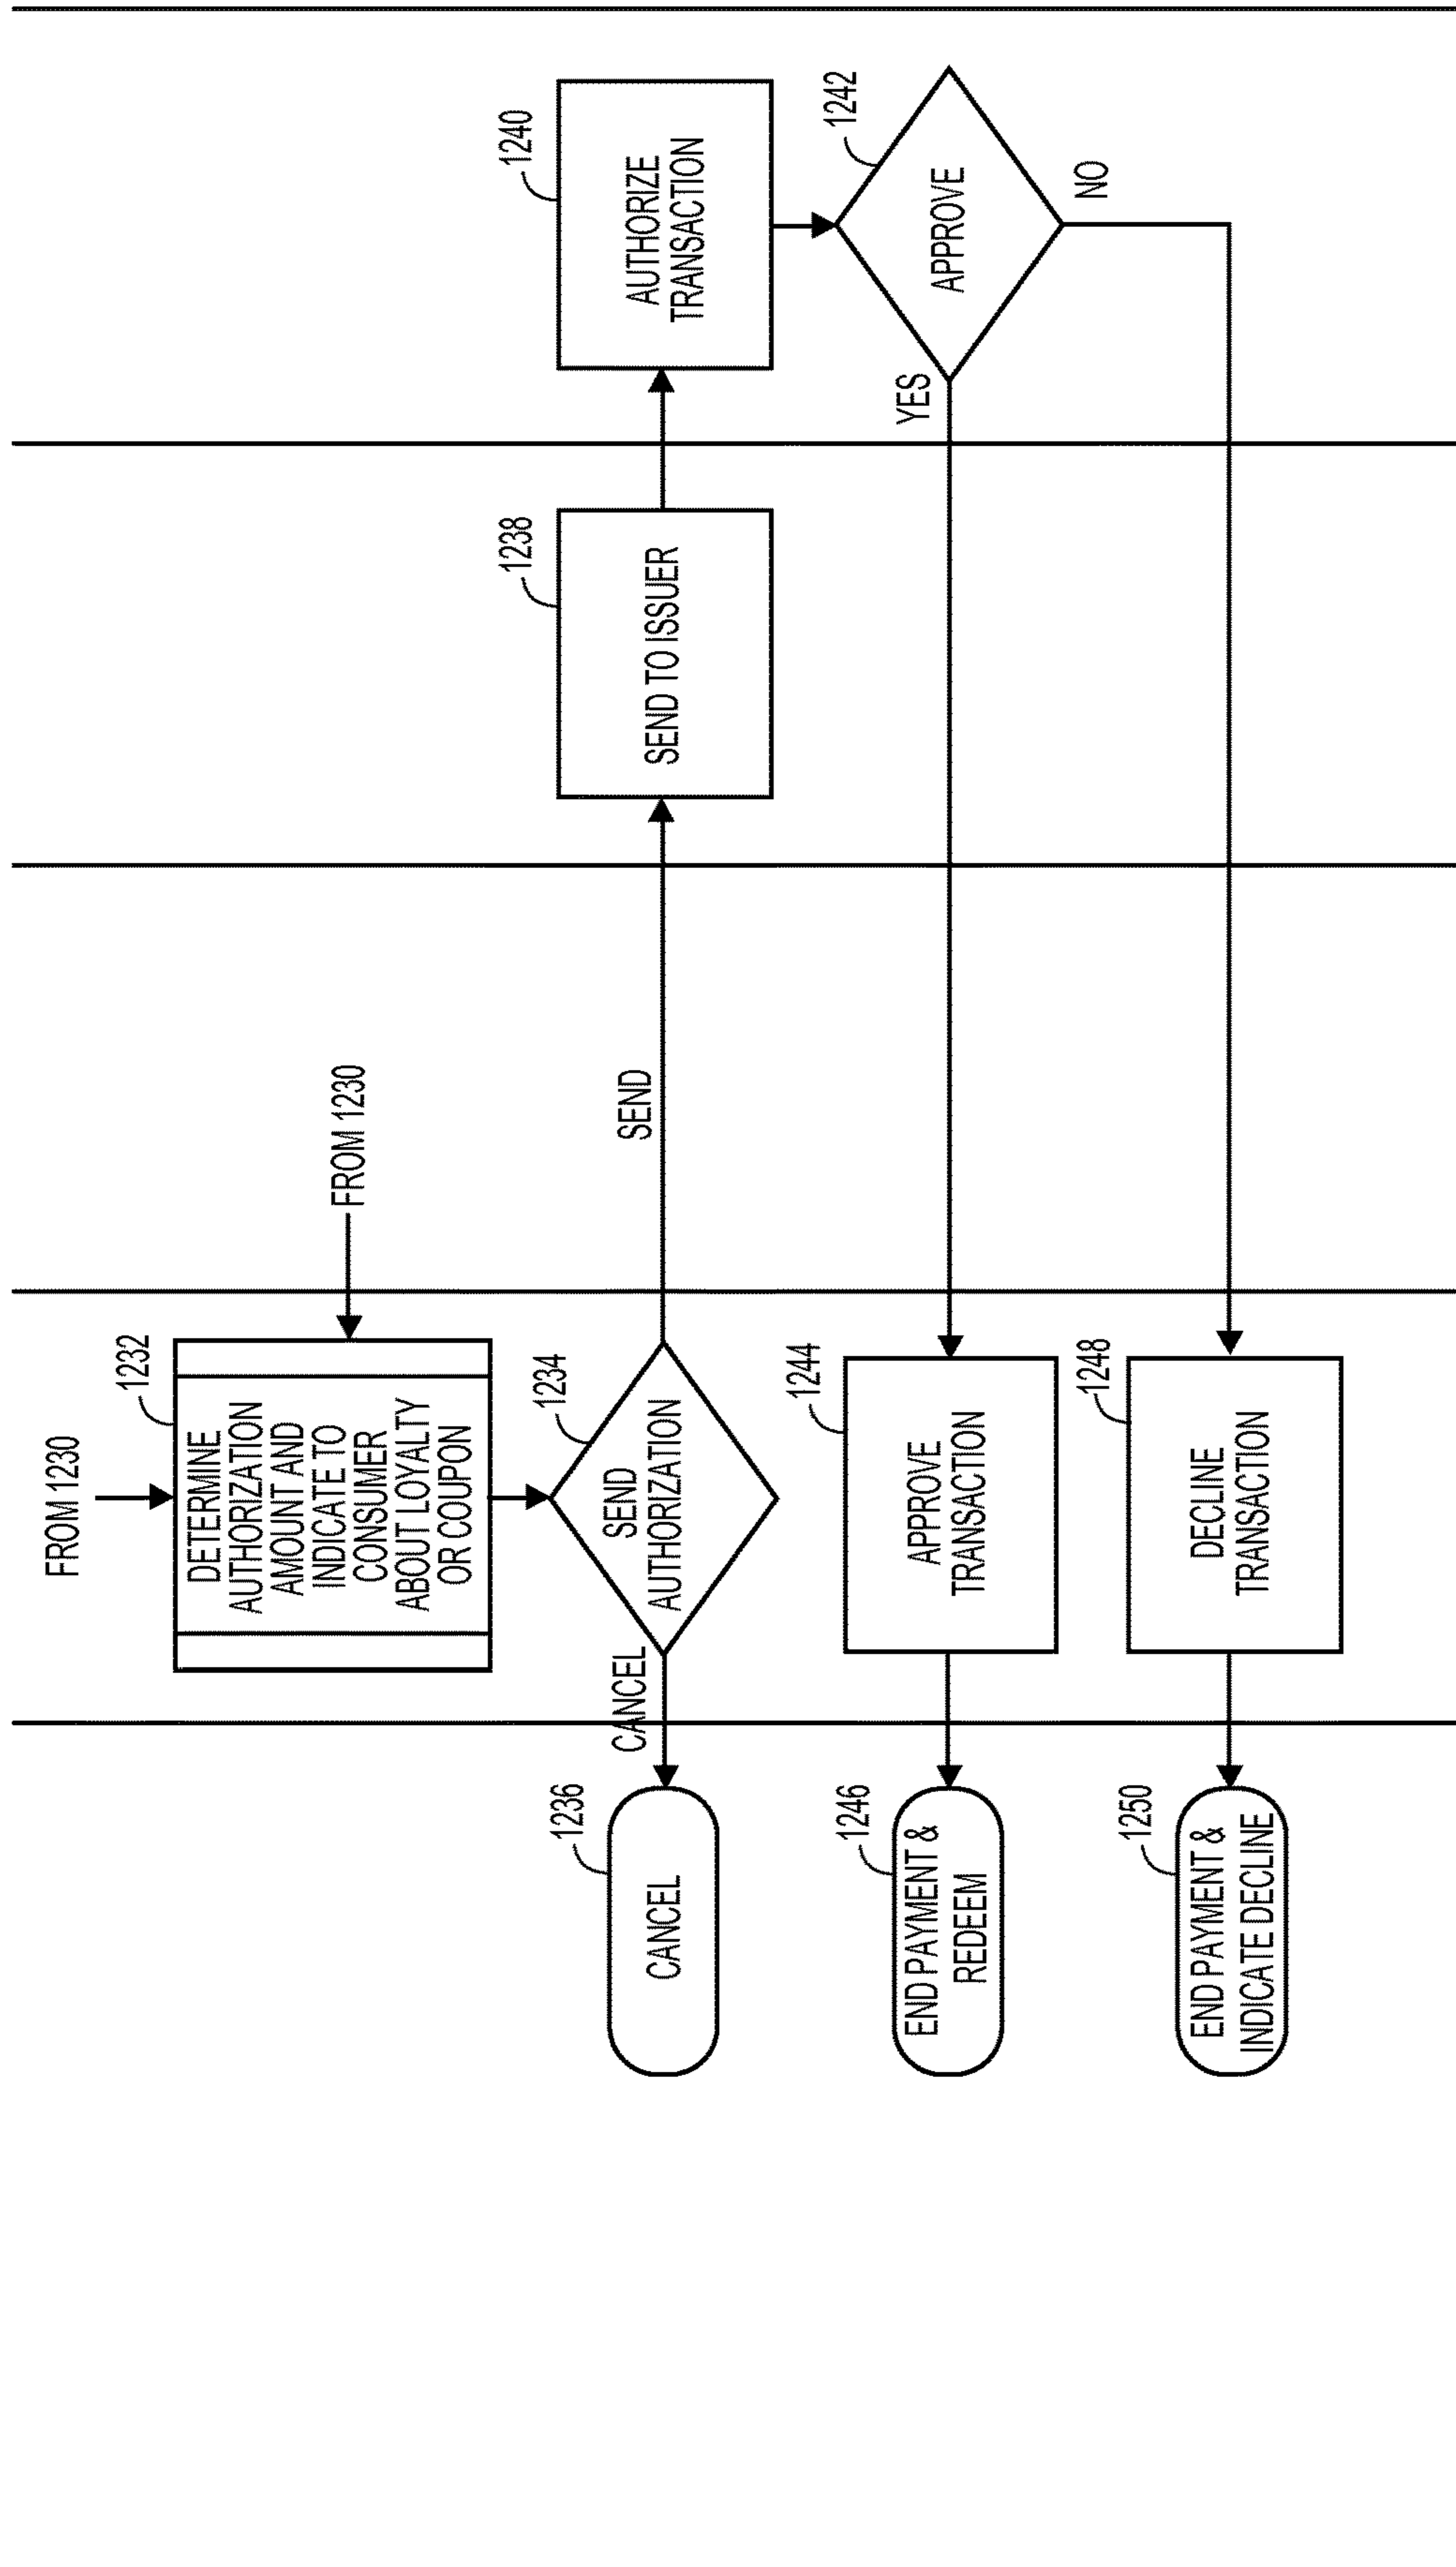 FROM 1230
1232
DETERMINE
AUTHORIZATION
AMOUNT AND
INDICATE TO
CONSUMER
ABOUT LOYALTY
OR COUPON
FROM 1230
1234
SEND
AUTHORIZATION
CANCEL
SEND
1236
CANCEL
1238
SEND TO ISSUER
1240
AUTHORIZE
TRANSACTION
1242
APPROVE
YES
NO
1244
APPROVE
TRANSACTION
1246
END PAYMENT &
REDEEM
1248
DECLINE
TRANSACTION
1250
END PAYMENT &
INDICATE DECLINE